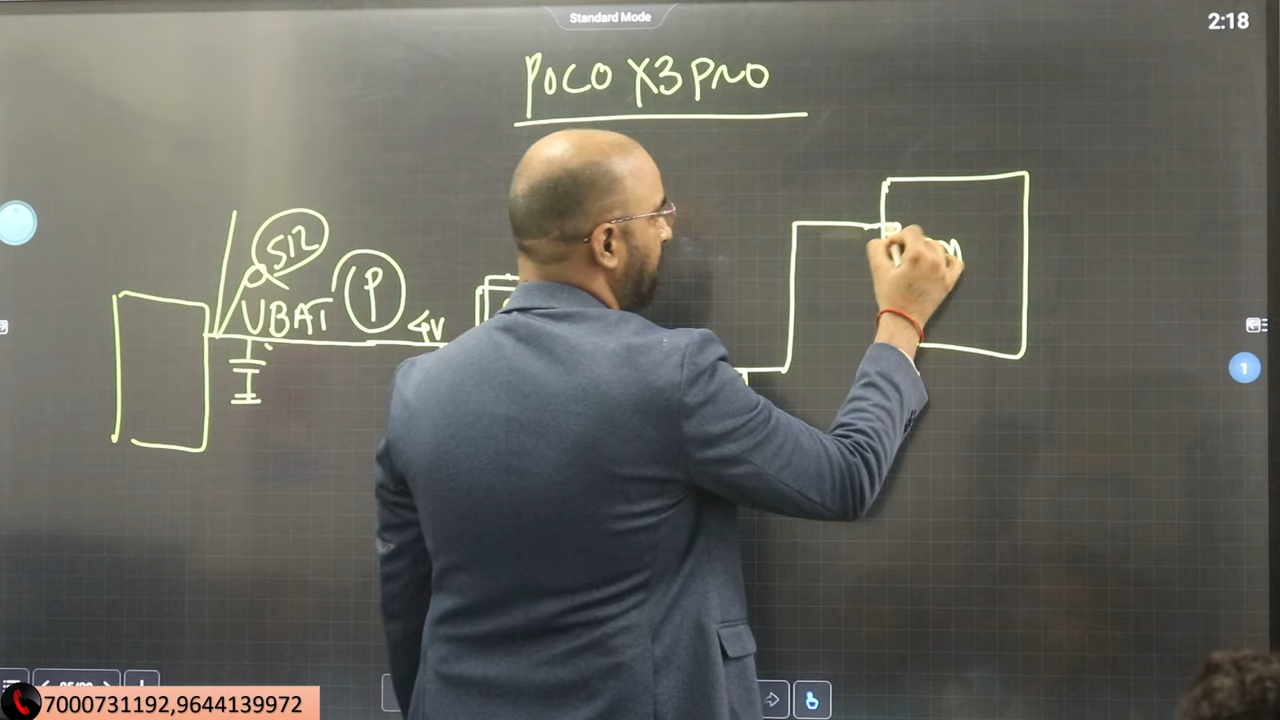 Standard Mode
2:18
POCO X3 PRO
S12
VBAT
P
4V
1
7000731192,9644139972